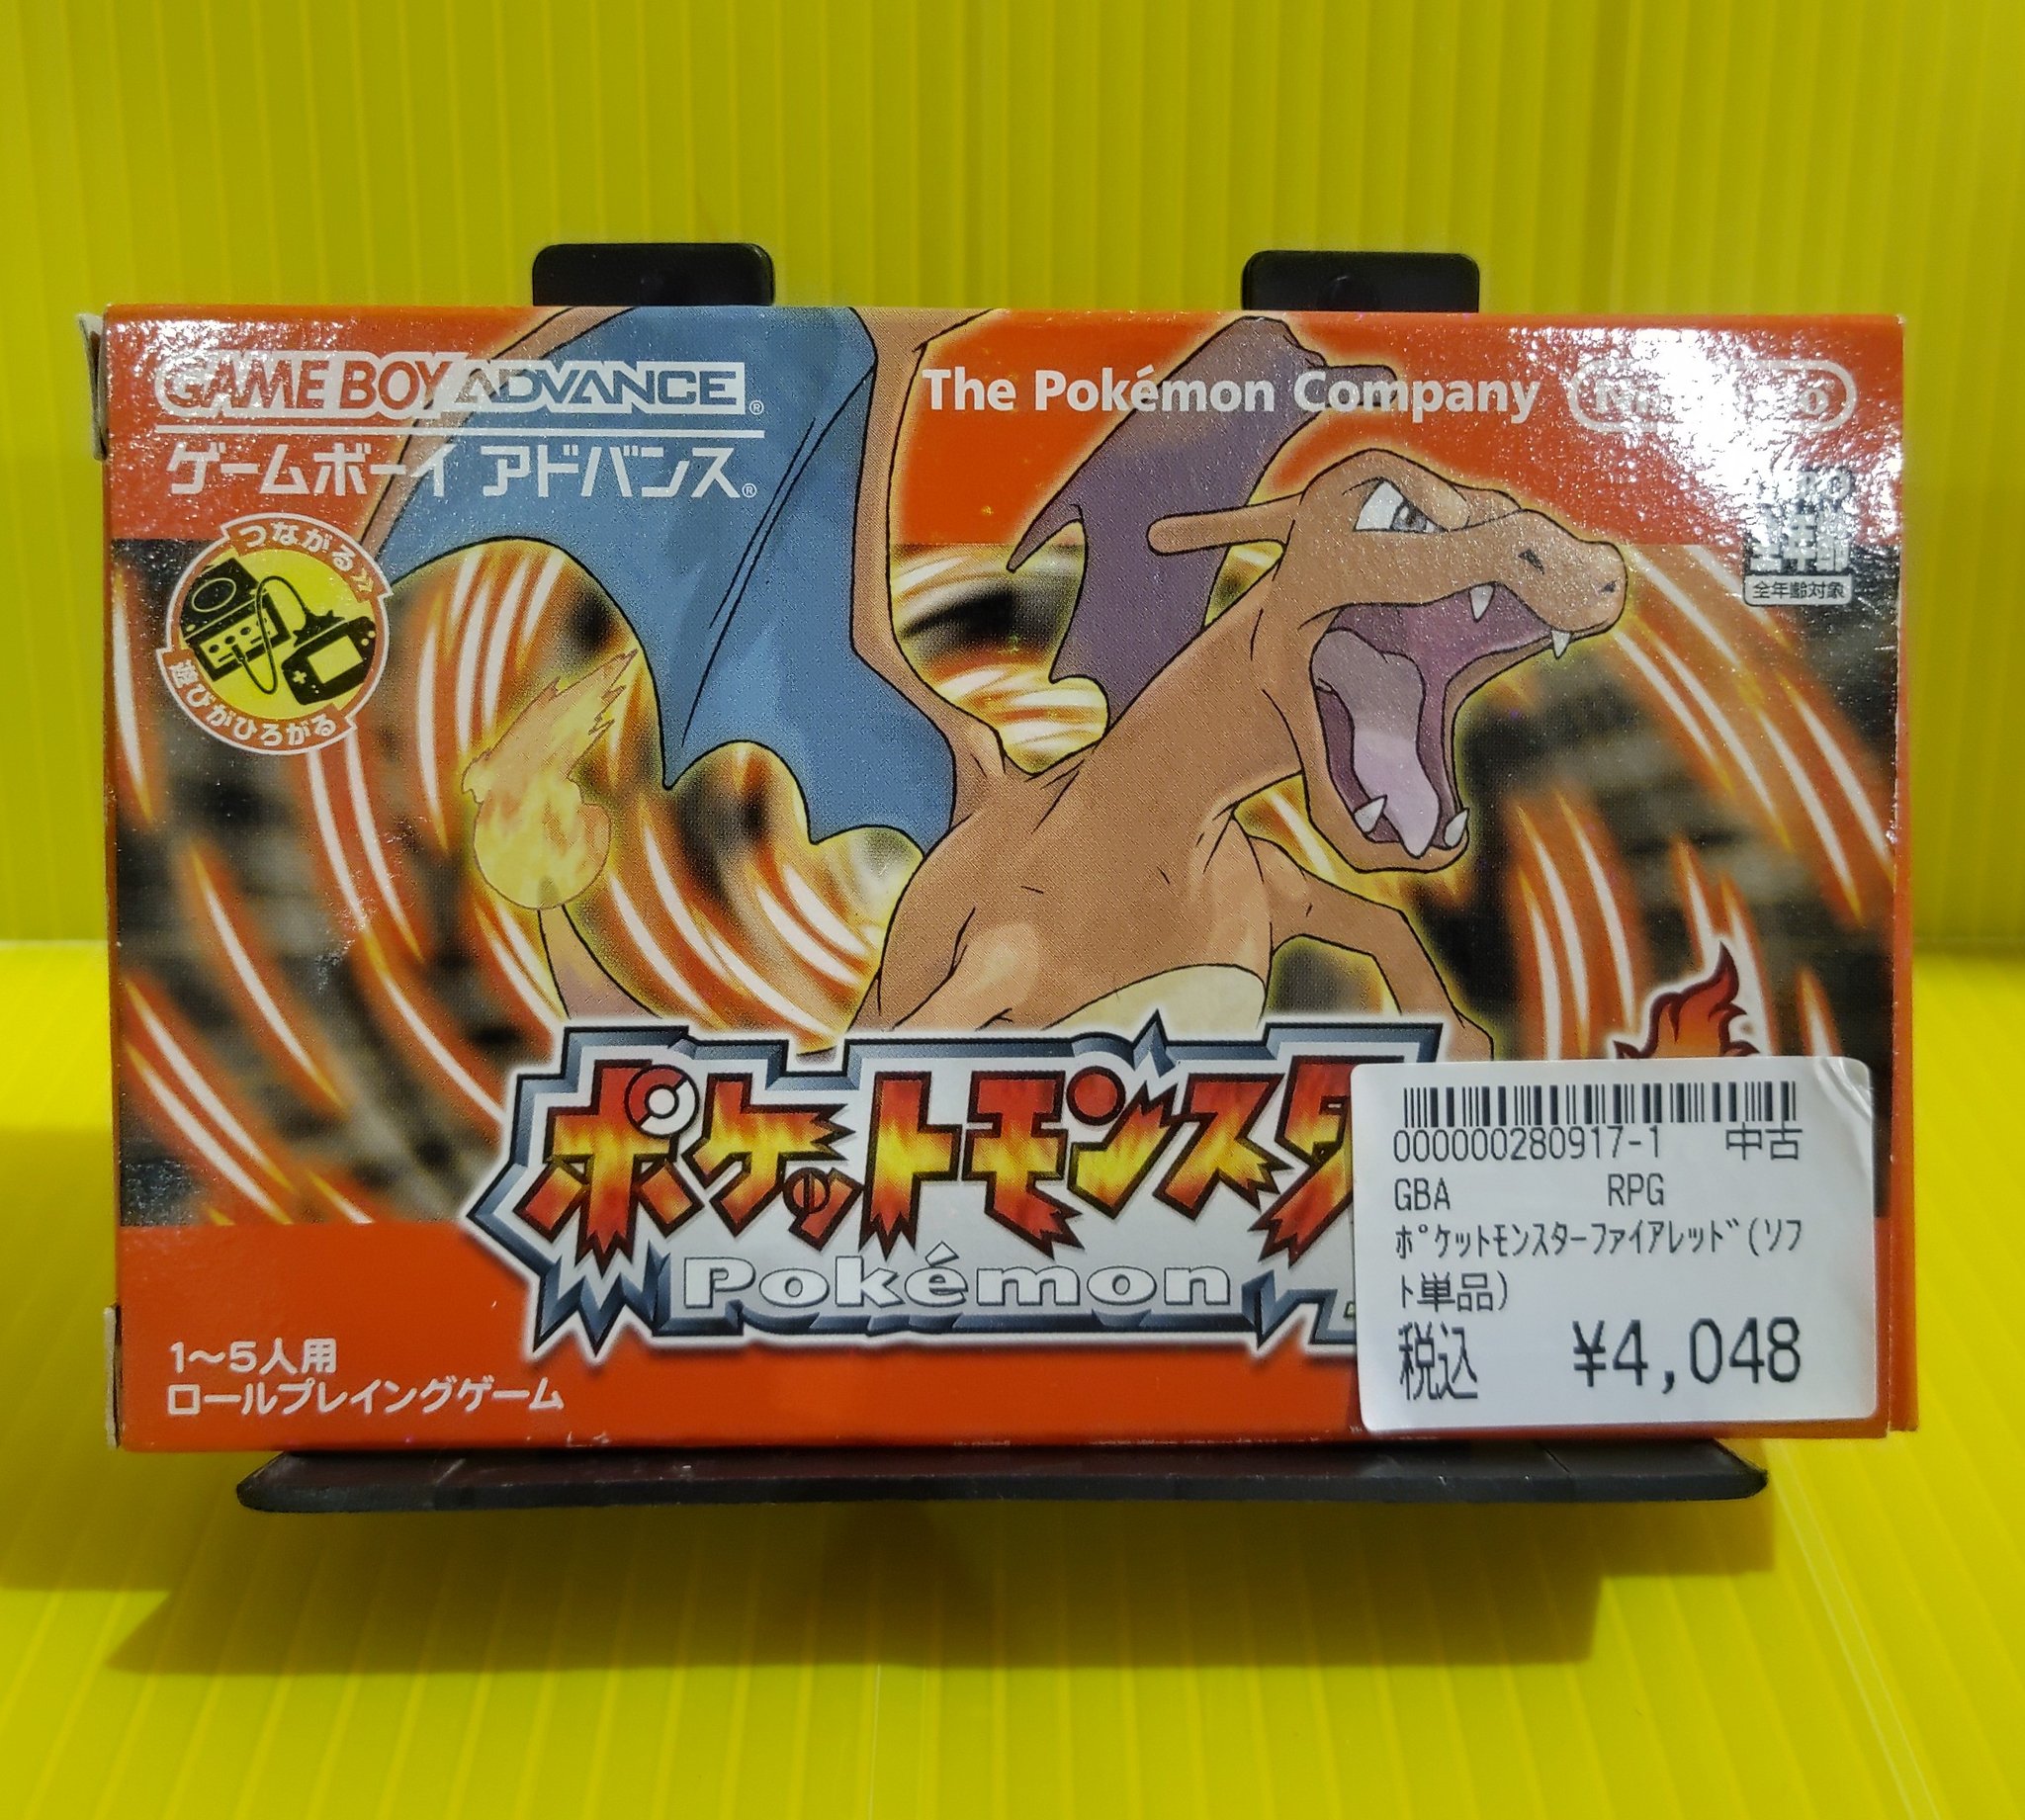 GAME BOY ADVANCE®
ゲームボーイ アドバンス®
The Pokémon Company
つながる》
遊びがひろがる
全年齢
全年齢対象
ポケットモンスタ
Pokémon
1〜5人用
ロールプレイングゲーム
000000280917-1 中古
GBA RPG
ﾎﾟｹｯﾄﾓﾝｽﾀｰﾌｧｲｱﾚｯﾄﾞ(ｿﾌ
ﾄ単品)
税込 ¥4,048